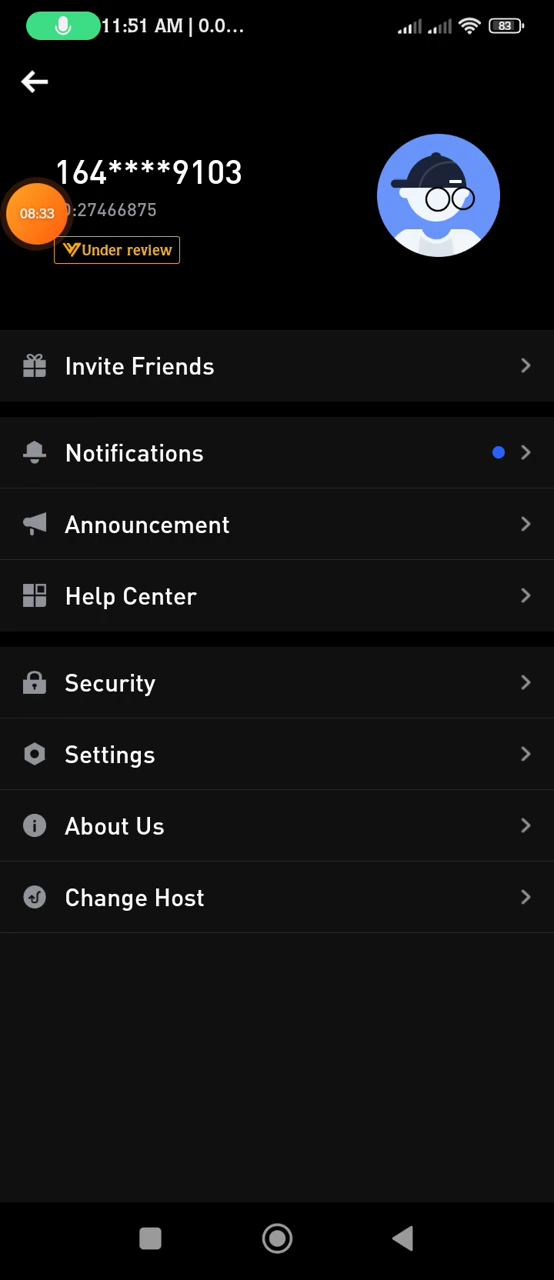 11:51 AM | 0.0...
83
164****9103
08:33
:27466875
Under review
Invite Friends
Notifications
Announcement
Help Center
Security
Settings
About Us
Change Host